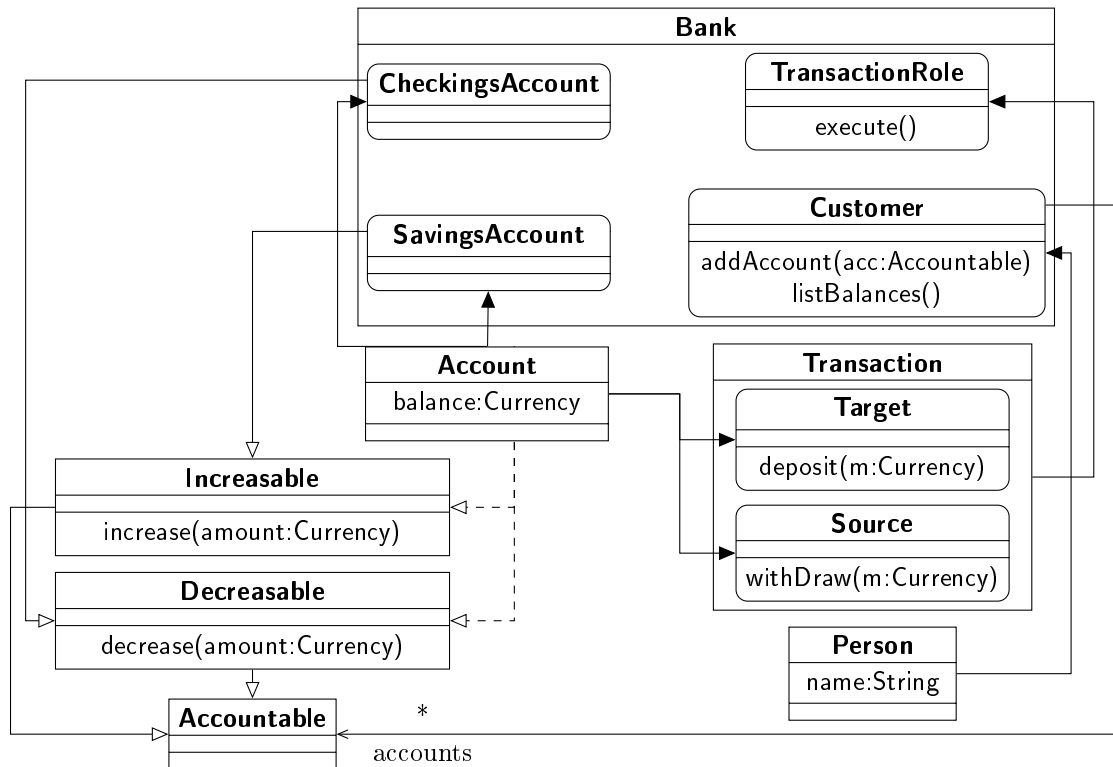 Bank
CheckingsAccount
TransactionRole
execute()
SavingsAccount
Customer
addAccount(acc:Accountable)
listBalances()
Account
balance:Currency
Transaction
Target
deposit(m:Currency)
Source
withDraw(m:Currency)
Increasable
increase(amount:Currency)
Decreasable
decrease(amount:Currency)
Person
name:String
Accountable
*
accounts